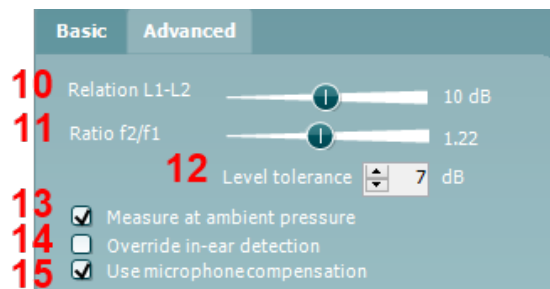 Basic Advanced
10 Relation L1-L2 10 dB
11 Ratio f2/f1 1.22
12 Level tolerance 7 dB
13 Measure at ambient pressure
14 Override in-ear detection
15 Use microphone compensation